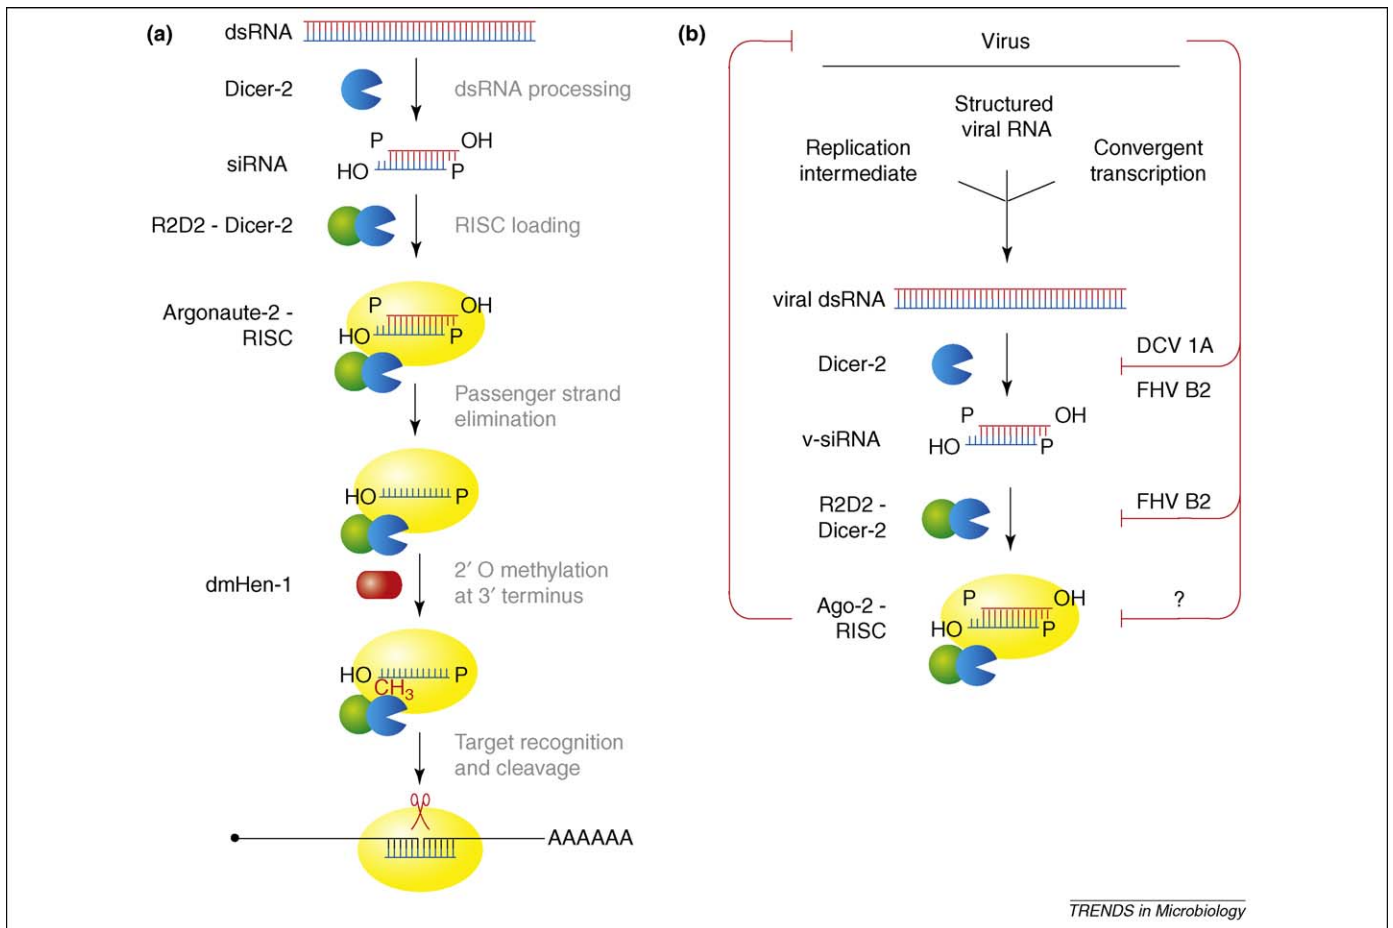 (a)
dsRNA
Dicer-2
dsRNA processing
P
OH
siRNA
HO
P
R2D2 - Dicer-2
RISC loading
Argonaute-2 -
RISC
P
OH
HO
P
Passenger strand
elimination
HO
P
dmHen-1
2′ O methylation
at 3′ terminus
HO
P
CH3
Target recognition
and cleavage
AAAAAA
(b)
Virus
Structured
viral RNA
Replication
intermediate
Convergent
transcription
viral dsRNA
Dicer-2
DCV 1A
FHV B2
P
OH
v-siRNA
HO
P
R2D2 -
Dicer-2
FHV B2
Ago-2 -
RISC
P
OH
HO
P
?
TRENDS in Microbiology